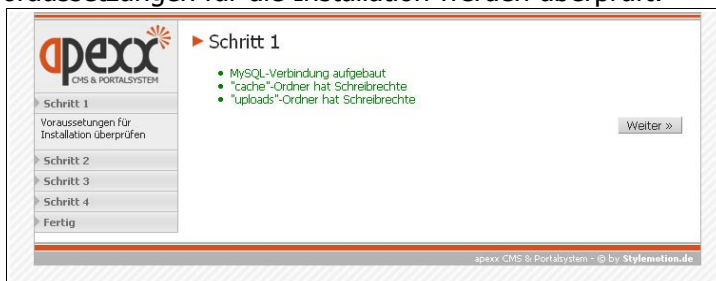 oraussetzungen für die Installation werden überprüft.
apexx
CMS & PORTALSYSTEM
Schritt 1
Voraussetzungen für
Installation überprüfen
Schritt 2
Schritt 3
Schritt 4
Fertig
Schritt 1
MySQL-Verbindung aufgebaut
"cache"-Ordner hat Schreibrechte
"uploads"-Ordner hat Schreibrechte
Weiter »
apexx CMS & Portalsystem - © by Stylemotion.de